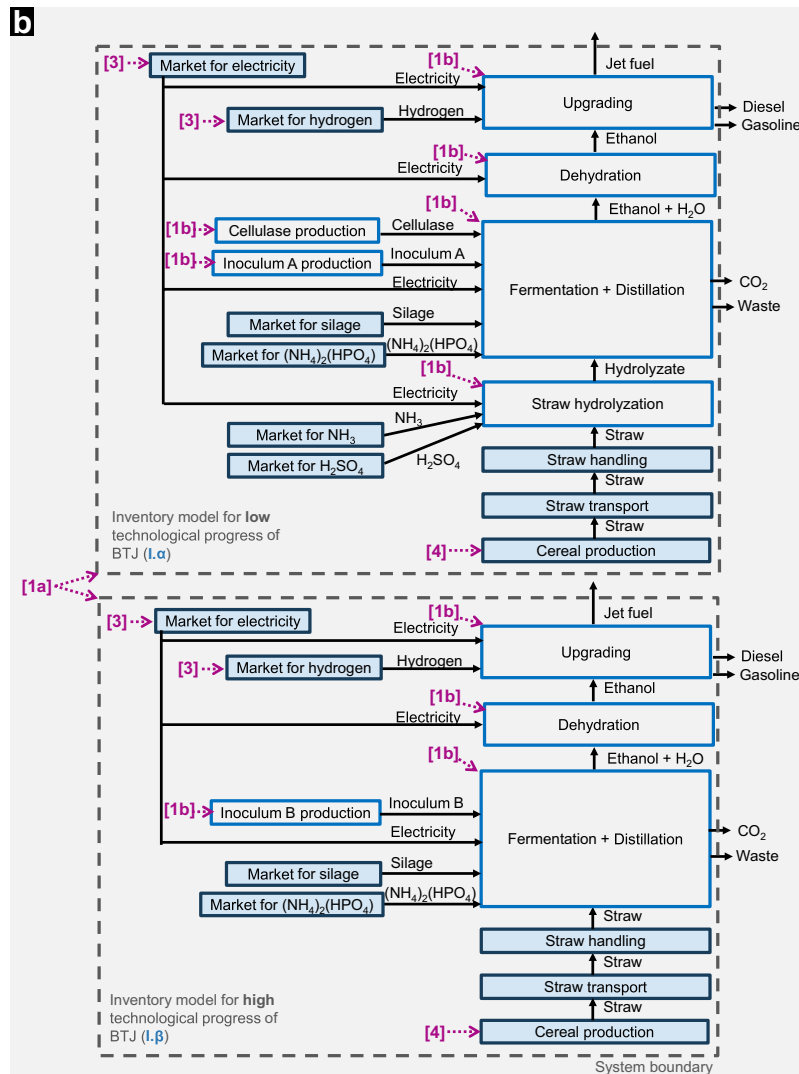 b
[3] Market for electricity
[1b]
Jet fuel
Electricity
Upgrading
Diesel
[3] Market for hydrogen
Hydrogen
Gasoline
Ethanol
[1b]
Electricity
Dehydration
[1b]
Ethanol + H₂O
[1b] Cellulase production
Cellulase
[1b] Inoculum A production
Inoculum A
Electricity
Fermentation + Distillation
CO₂
Waste
Market for silage
Silage
Market for (NH₄)₂(HPO₄)
(NH₄)₂(HPO₄)
[1b]
Hydrolyzate
Electricity
Straw hydrolyzation
Market for NH₃
NH₃
Straw
Market for H₂SO₄
H₂SO₄
Straw handling
Straw
Straw transport
Straw
[4] Cereal production
Inventory model for low
technological progress of
BTJ (I.α)
[1a]
[3] Market for electricity
[1b]
Jet fuel
Electricity
Upgrading
Diesel
[3] Market for hydrogen
Hydrogen
Gasoline
Ethanol
[1b]
Electricity
Dehydration
[1b]
Ethanol + H₂O
[1b] Inoculum B production
Inoculum B
Electricity
Fermentation + Distillation
CO₂
Waste
Market for silage
Silage
Market for (NH₄)₂(HPO₄)
(NH₄)₂(HPO₄)
Straw
Straw handling
Straw
Straw transport
Straw
[4] Cereal production
Inventory model for high
technological progress of
BTJ (I.β)
System boundary